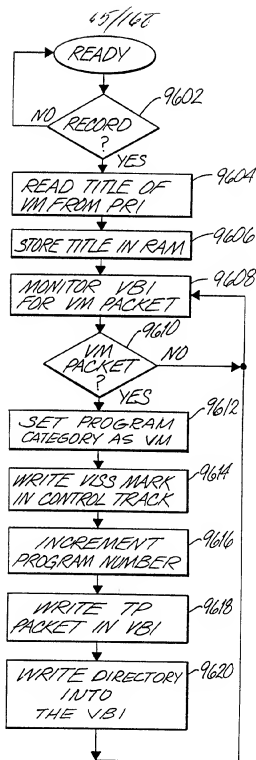 READY
9602
NO
RECORD
?
YES
READ TITLE OF
VM FROM PRI
9604
STORE TITLE IN RAM
9606
MONITOR VBI
FOR VM PACKET
9608
9610
VM
PACKET
?
NO
YES
SET PROGRAM
CATEGORY AS VM
9612
WRITE VISS MARK
IN CONTROL TRACK
9614
INCREMENT
PROGRAM NUMBER
9616
WRITE TP
PACKET IN VBI
9618
WRITE DIRECTORY
INTO
THE VBI
9620